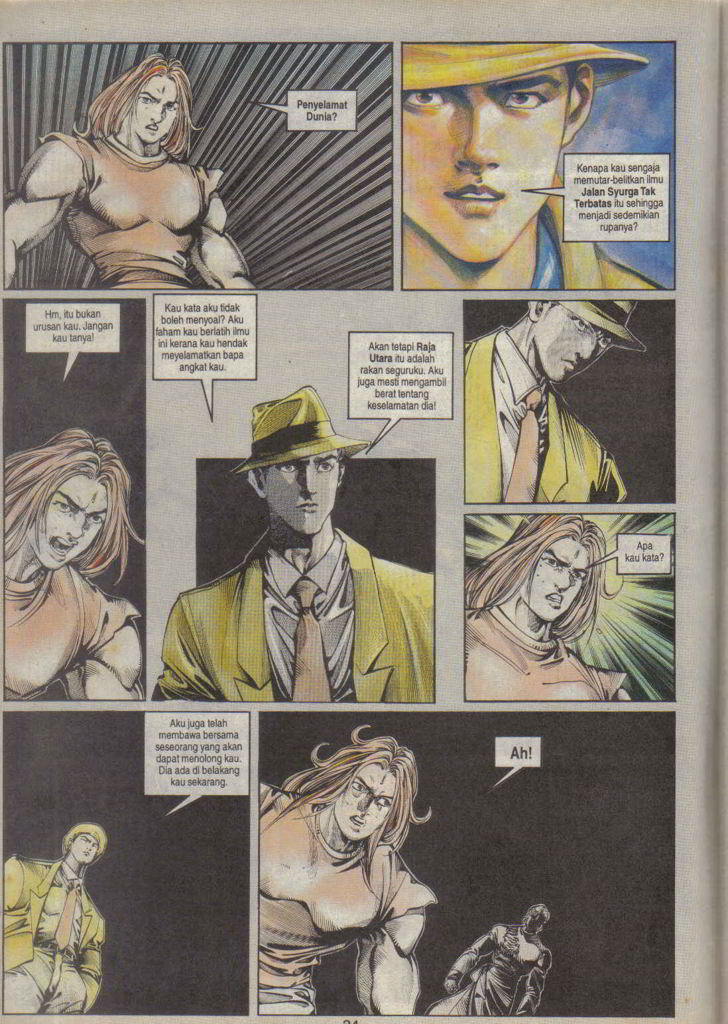 Penyelamat
Dunia?
Kenapa kau sengaja
memutar-belitkan ilmu
Jalan Syurga Tak
Terbatas itu sehingga
menjadi sedemikian
rupanya?
Hm, itu bukan
urusan kau. Jangan
kau tanya!
Kau kata aku tidak
boleh menyoal? Aku
faham kau berlatih ilmu
ini kerana kau hendak
meyelamatkan bapa
angkat kau.
Akan tetapi Raja
Utara itu adalah
rakan seguruku. Aku
juga mesti mengambil
berat tentang
keselamatan dia!
Apa
kau kata?
Aku juga telah
membawa bersama
seseorang yang akan
dapat menolong kau.
Dia ada di belakang
kau sekarang.
Ah!